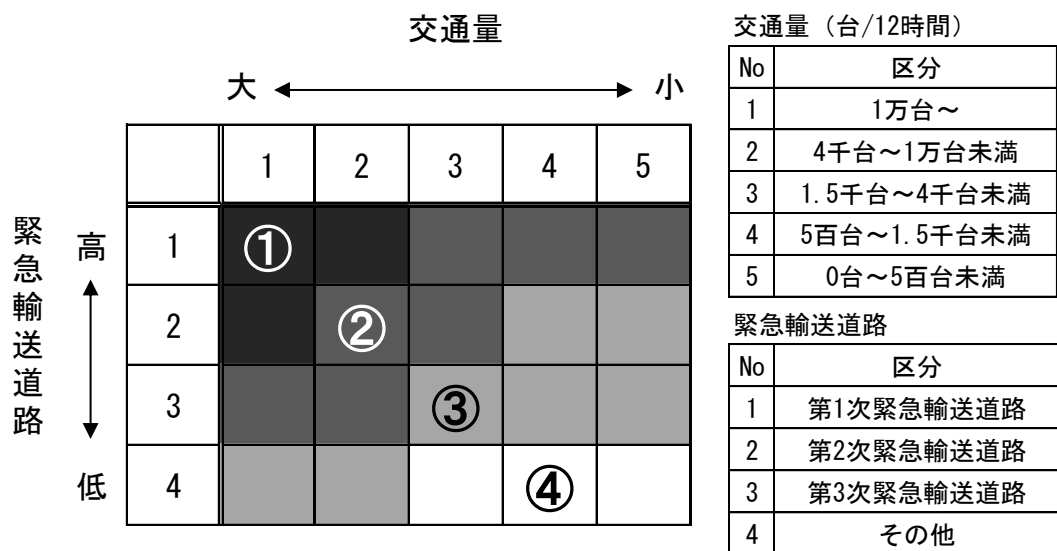 交通量
大 小
1 2 3 4 5
緊急輸送道路
高
低
1 ①
2 ②
3 ③
4 ④
交通量（台/12時間）
No 区分
1 1万台～
2 4千台～1万台未満
3 1.5千台～4千台未満
4 5百台～1.5千台未満
5 0台～5百台未満
緊急輸送道路
No 区分
1 第1次緊急輸送道路
2 第2次緊急輸送道路
3 第3次緊急輸送道路
4 その他